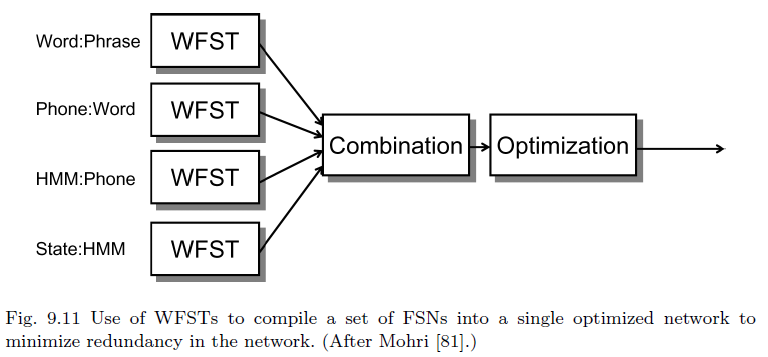 Word:Phrase WFST
Phone:Word WFST
HMM:Phone WFST
State:HMM WFST
Combination Optimization
Fig. 9.11 Use of WFSTs to compile a set of FSNs into a single optimized network to
minimize redundancy in the network. (After Mohri [81].)